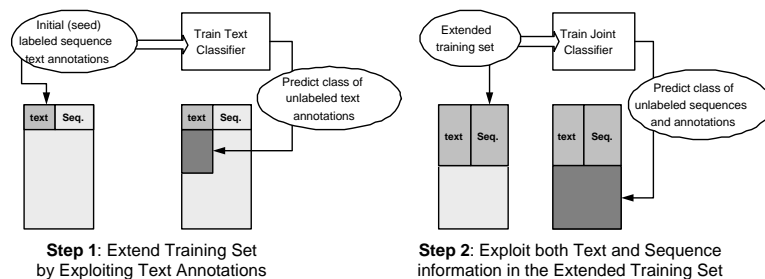 Initial (seed)
labeled sequence
text annotations
Train Text
Classifier
Predict class of
unlabeled text
annotations
text Seq.
text Seq.
Step 1: Extend Training Set
by Exploiting Text Annotations
Extended
training set
Train Joint
Classifier
Predict class of
unlabeled sequences
and annotations
text Seq.
text Seq.
Step 2: Exploit both Text and Sequence
information in the Extended Training Set